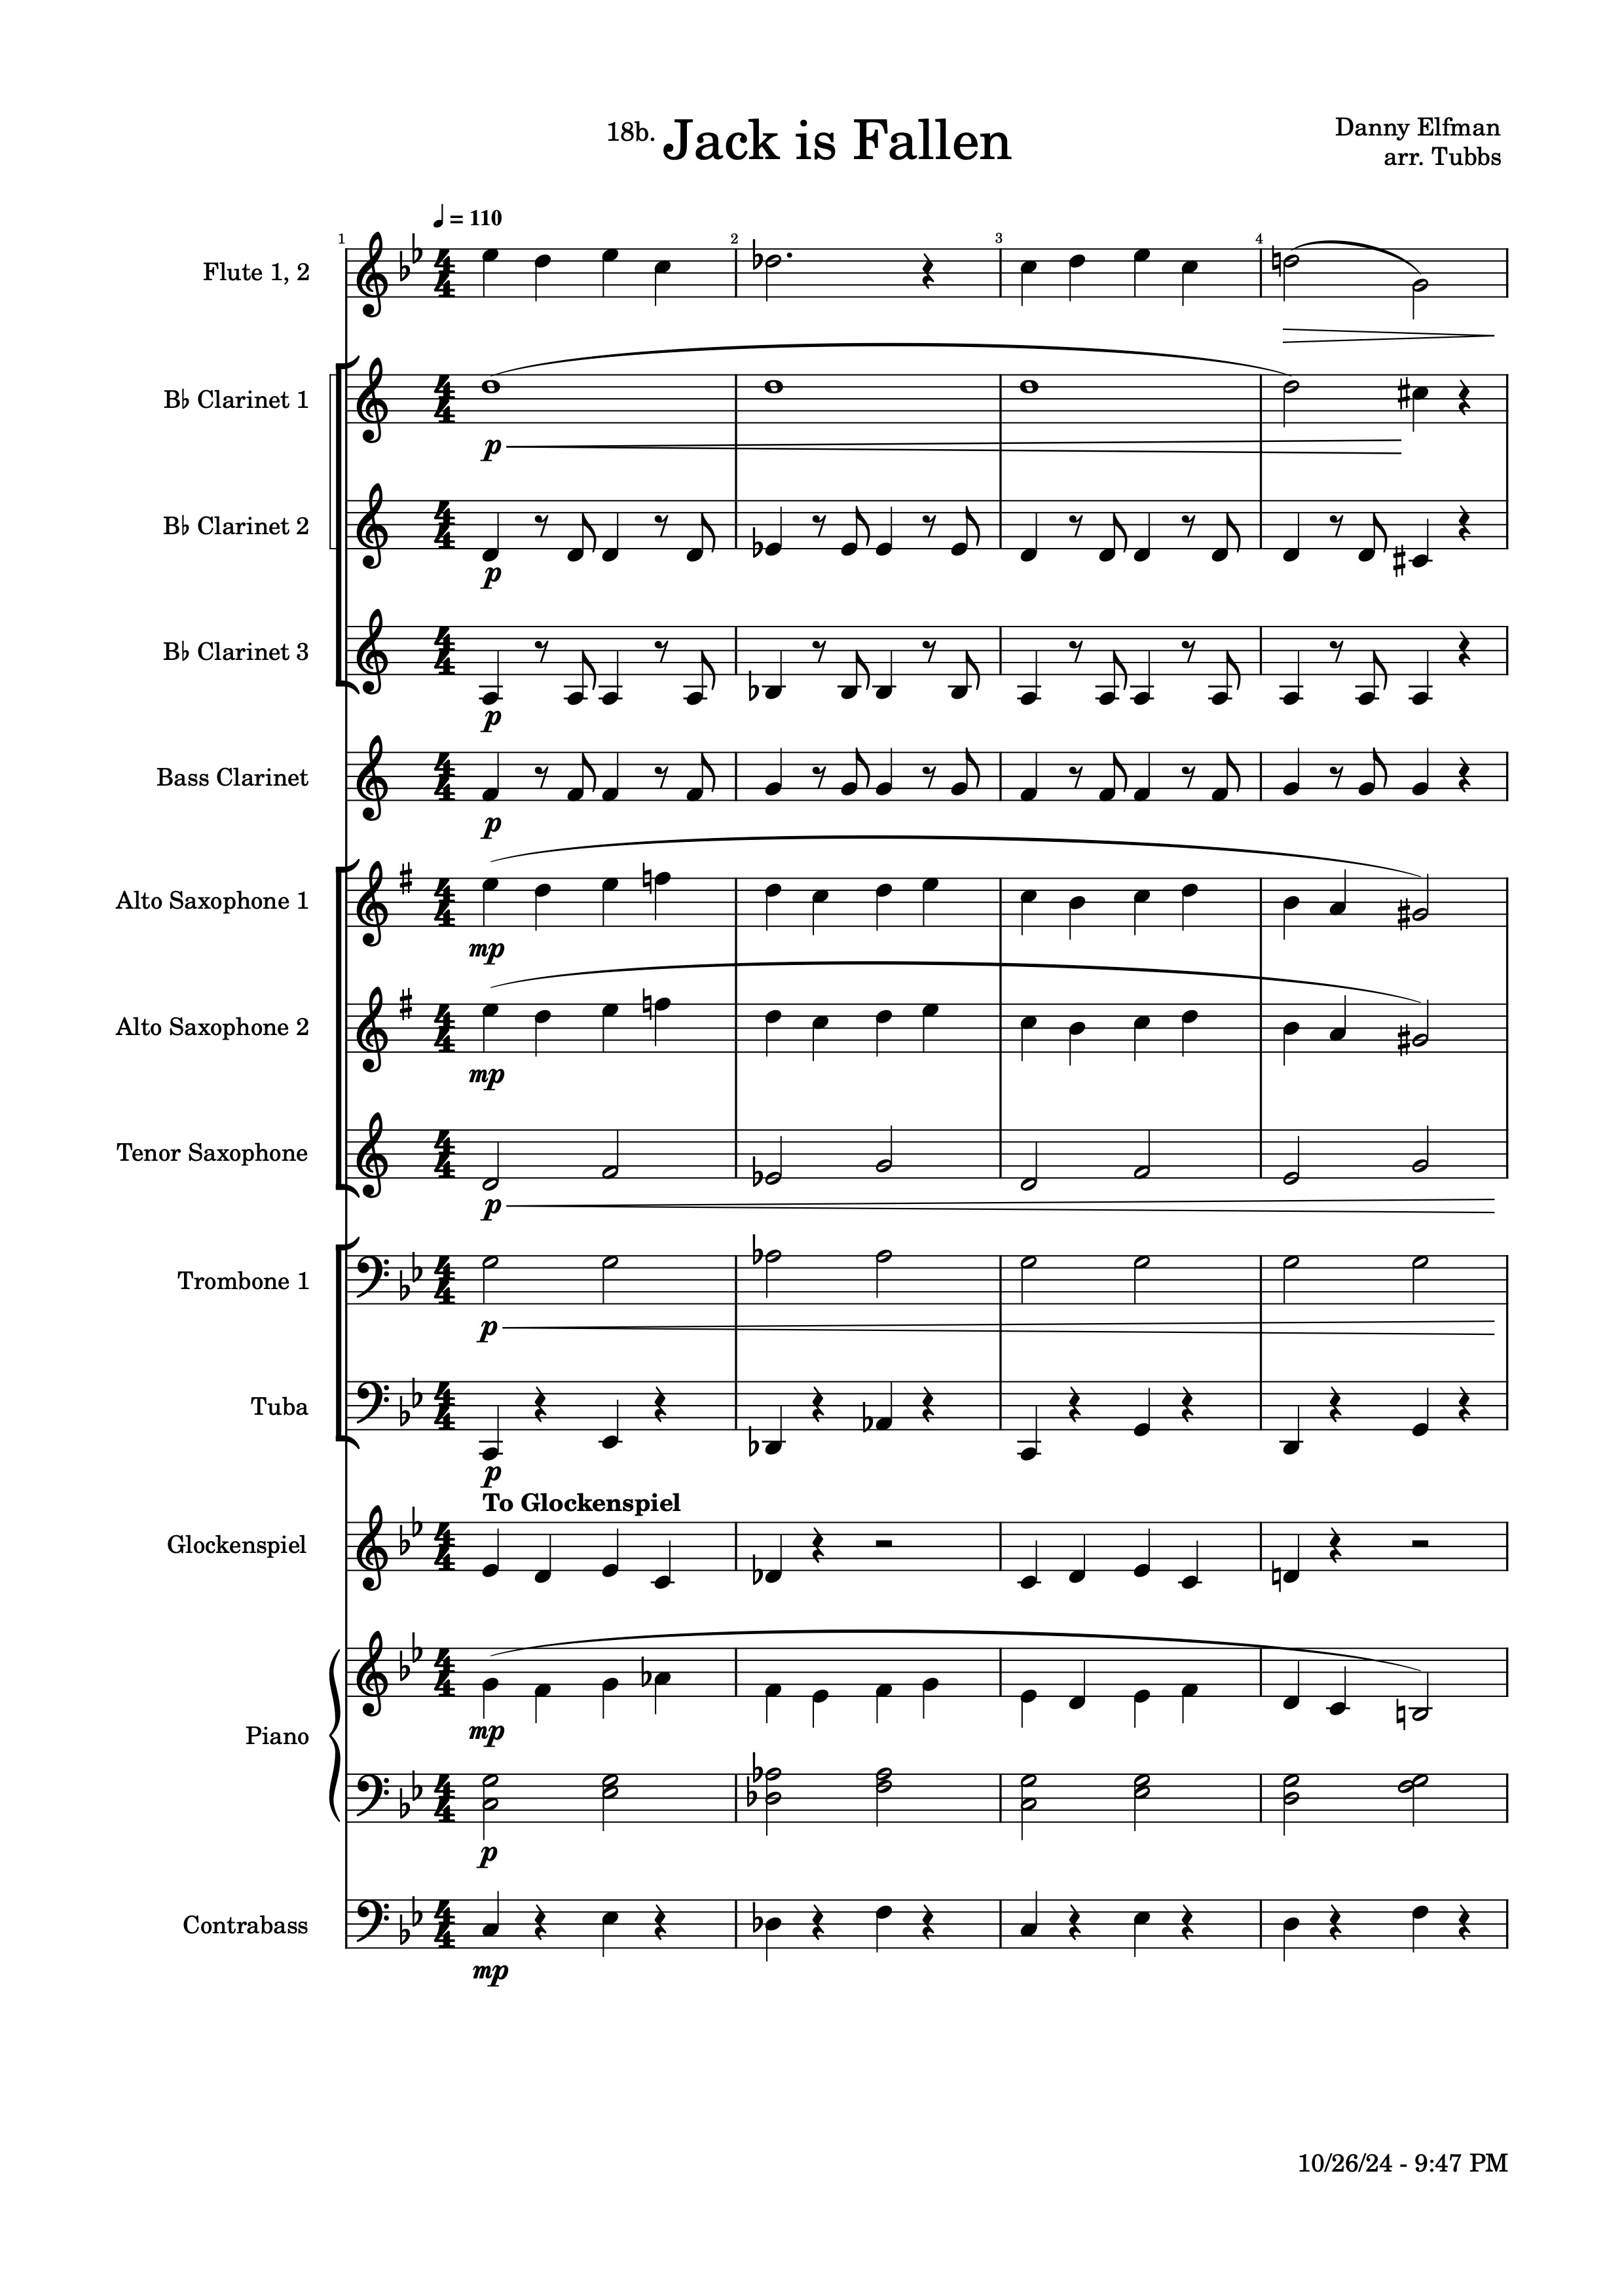 18b. Jack is Fallen
Danny Elfman
arr. Tubbs
♩ = 110
1 2 3 4
Flute 1, 2
B♭ Clarinet 1
p
B♭ Clarinet 2
p
B♭ Clarinet 3
p
Bass Clarinet
p
Alto Saxophone 1
mp
Alto Saxophone 2
mp
Tenor Saxophone
p
Trombone 1
p
Tuba
p
To Glockenspiel
Glockenspiel
mp
Piano
p
Contrabass
mp
10/26/24 - 9:47 PM